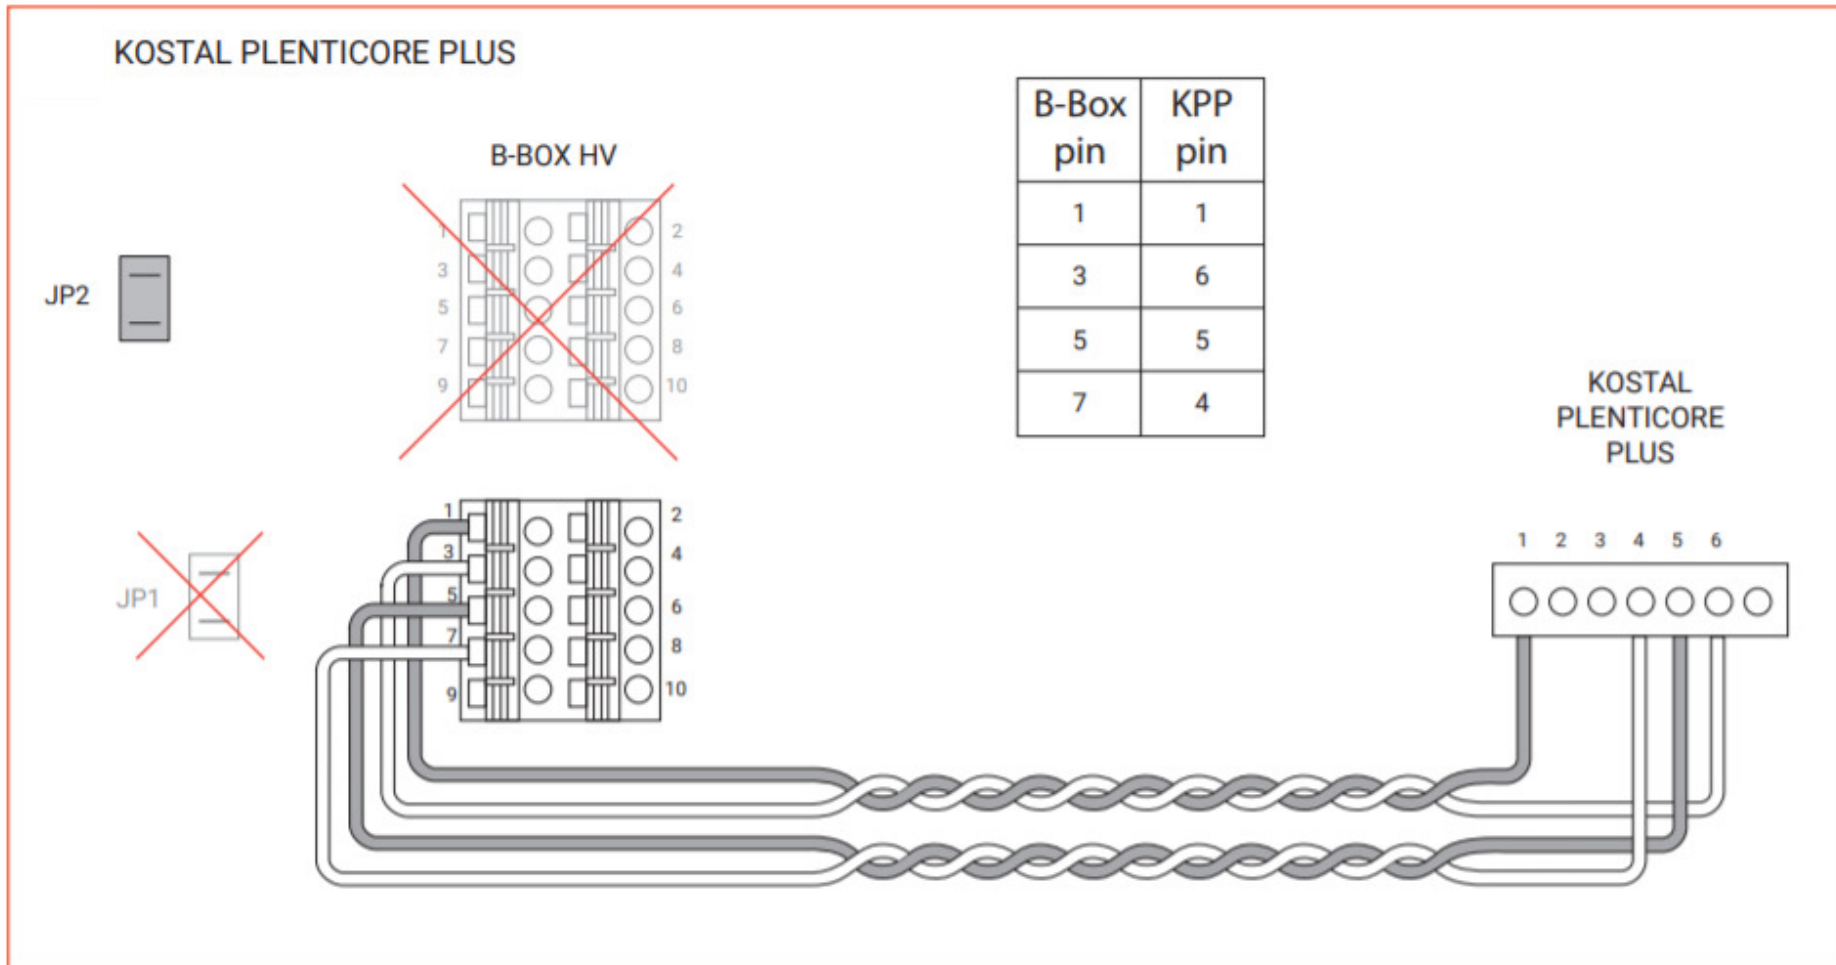 KOSTAL PLENTICORE PLUS
B-Box pin KPP pin
1 1
3 6
5 5
7 4
B-BOX HV
JP2
1 2
3 4
5 6
7 8
9 10
KOSTAL
PLENTICORE
PLUS
JP1
1 2
3 4
5 6
7 8
9 10
1 2 3 4 5 6